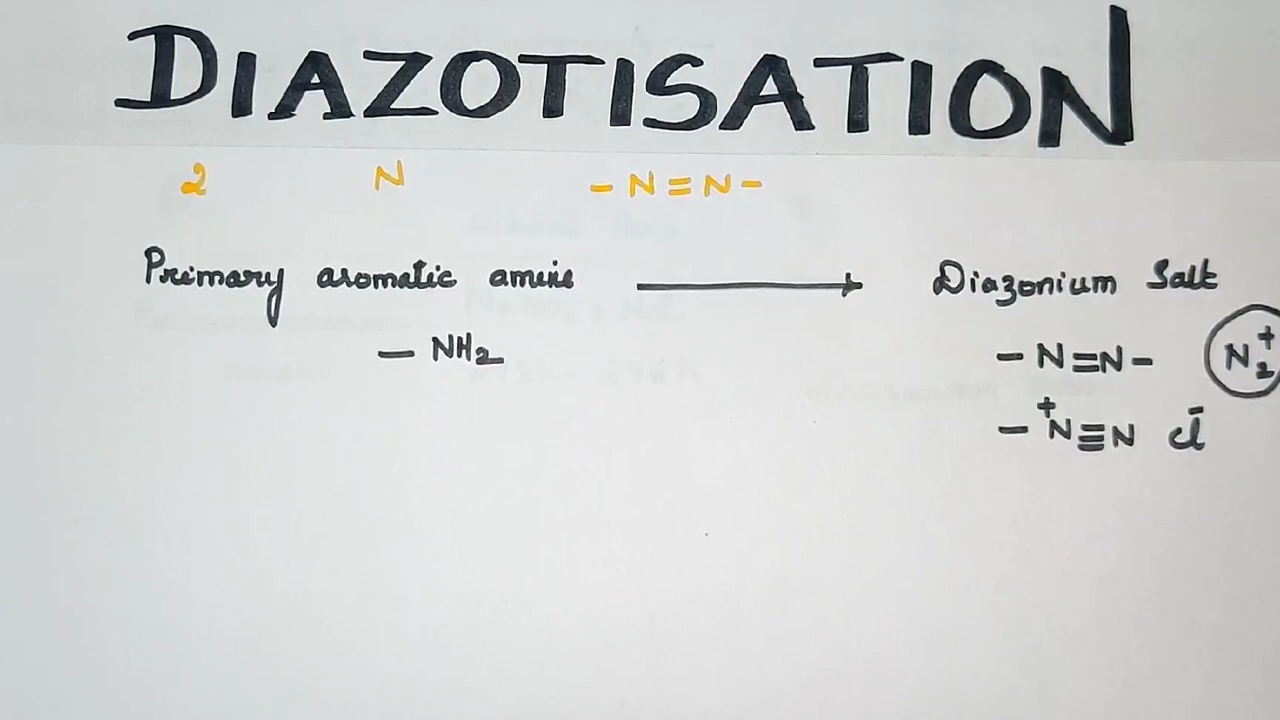 DIAZOTISATION
2 N -N=N-
Primary aromatic amine ⟶ Diazonium Salt
- NH₂
- N=N- N₂⁺
- ⁺N≡N Cl⁻